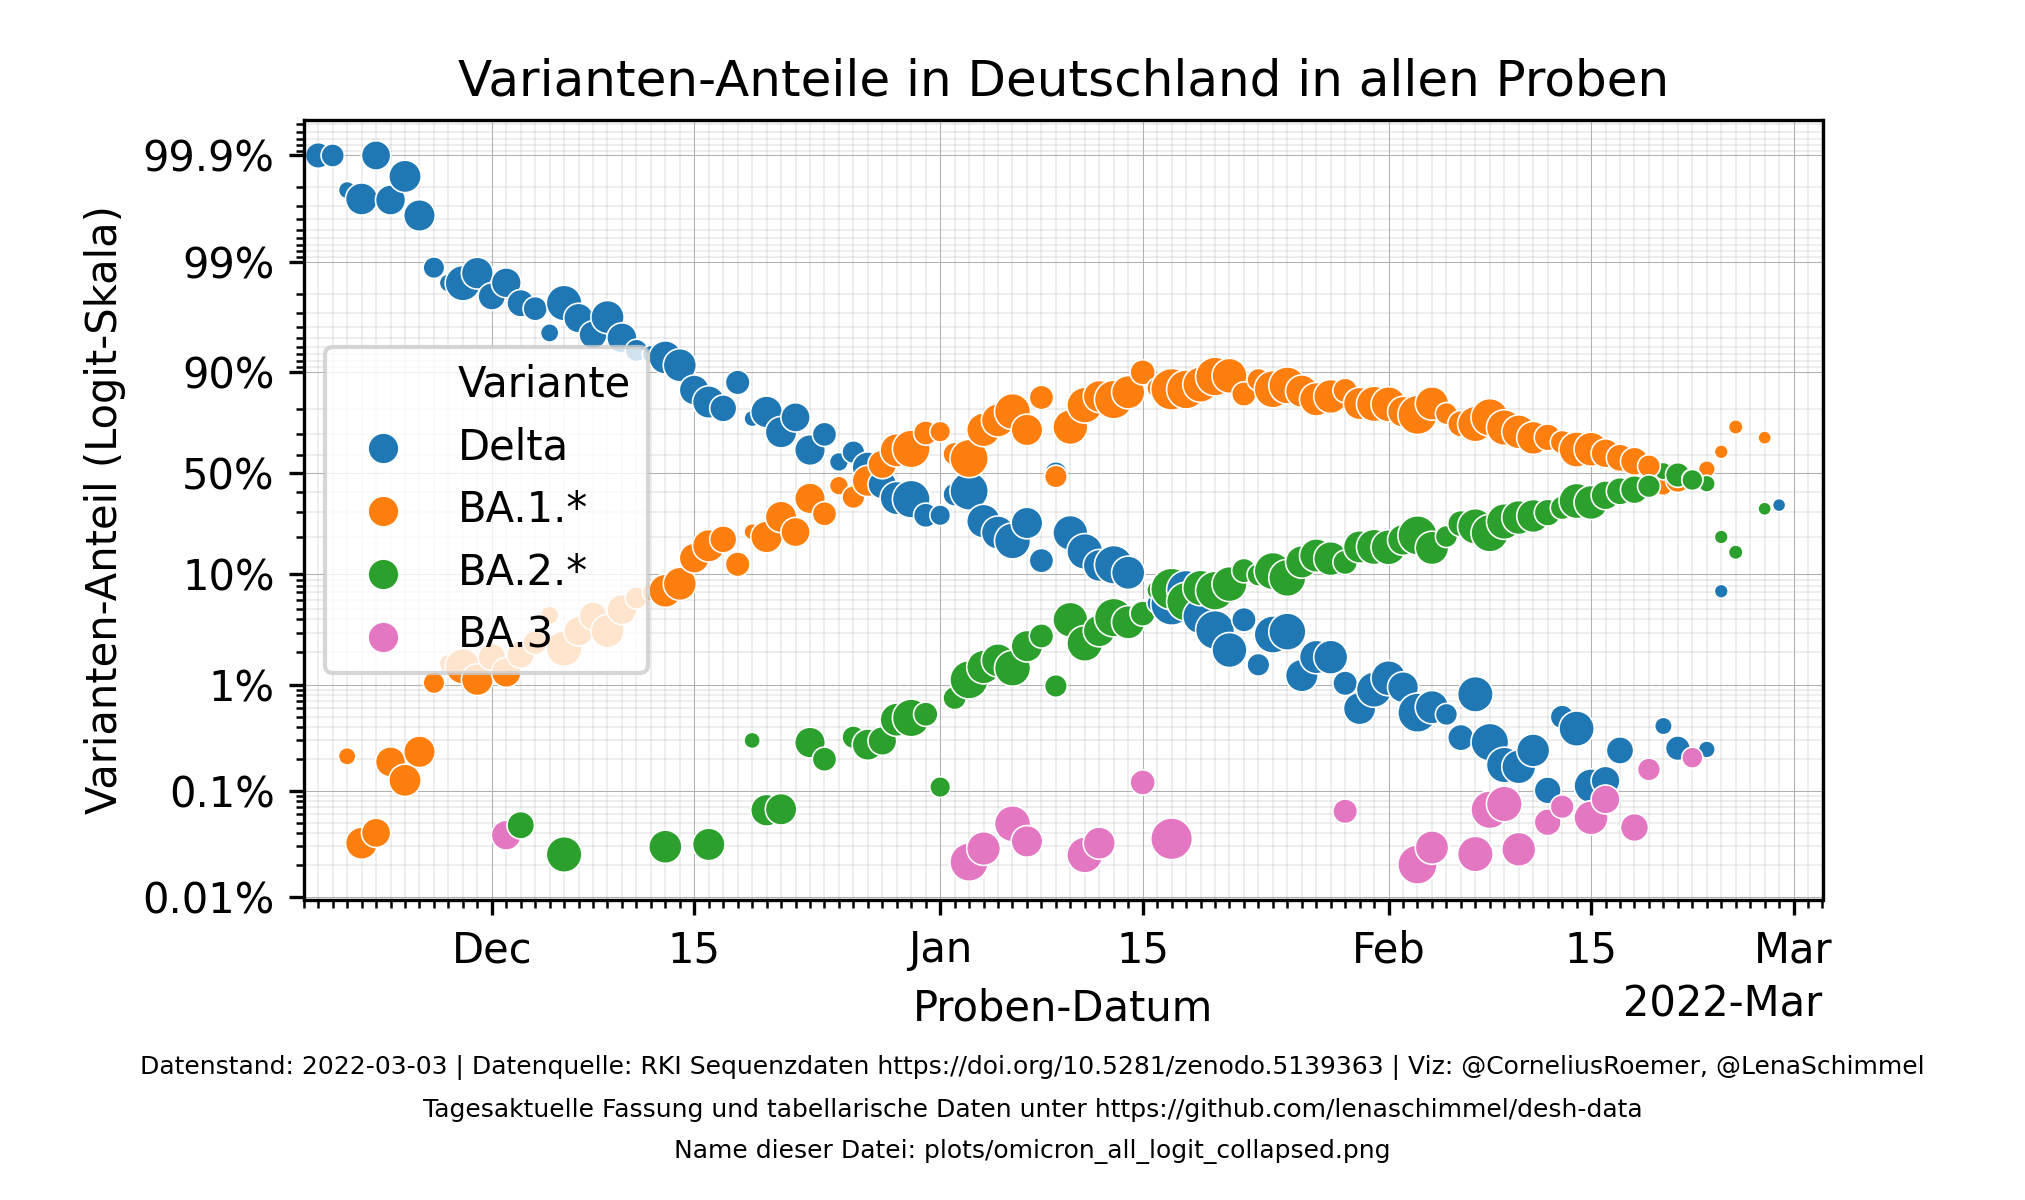 Varianten-Anteile in Deutschland in allen Proben
Varianten-Anteil (Logit-Skala)
99.9%
99%
90%
50%
10%
1%
0.1%
0.01%
Variante
Delta
BA.1.*
BA.2.*
BA.3
Dec 15 Jan 15 Feb 15 Mar
Proben-Datum
2022-Mar
Datenstand: 2022-03-03 | Datenquelle: RKI Sequenzdaten https://doi.org/10.5281/zenodo.5139363 | Viz: @CorneliusRoemer, @LenaSchimmel
Tagesaktuelle Fassung und tabellarische Daten unter https://github.com/lenaschimmel/desh-data
Name dieser Datei: plots/omicron_all_logit_collapsed.png